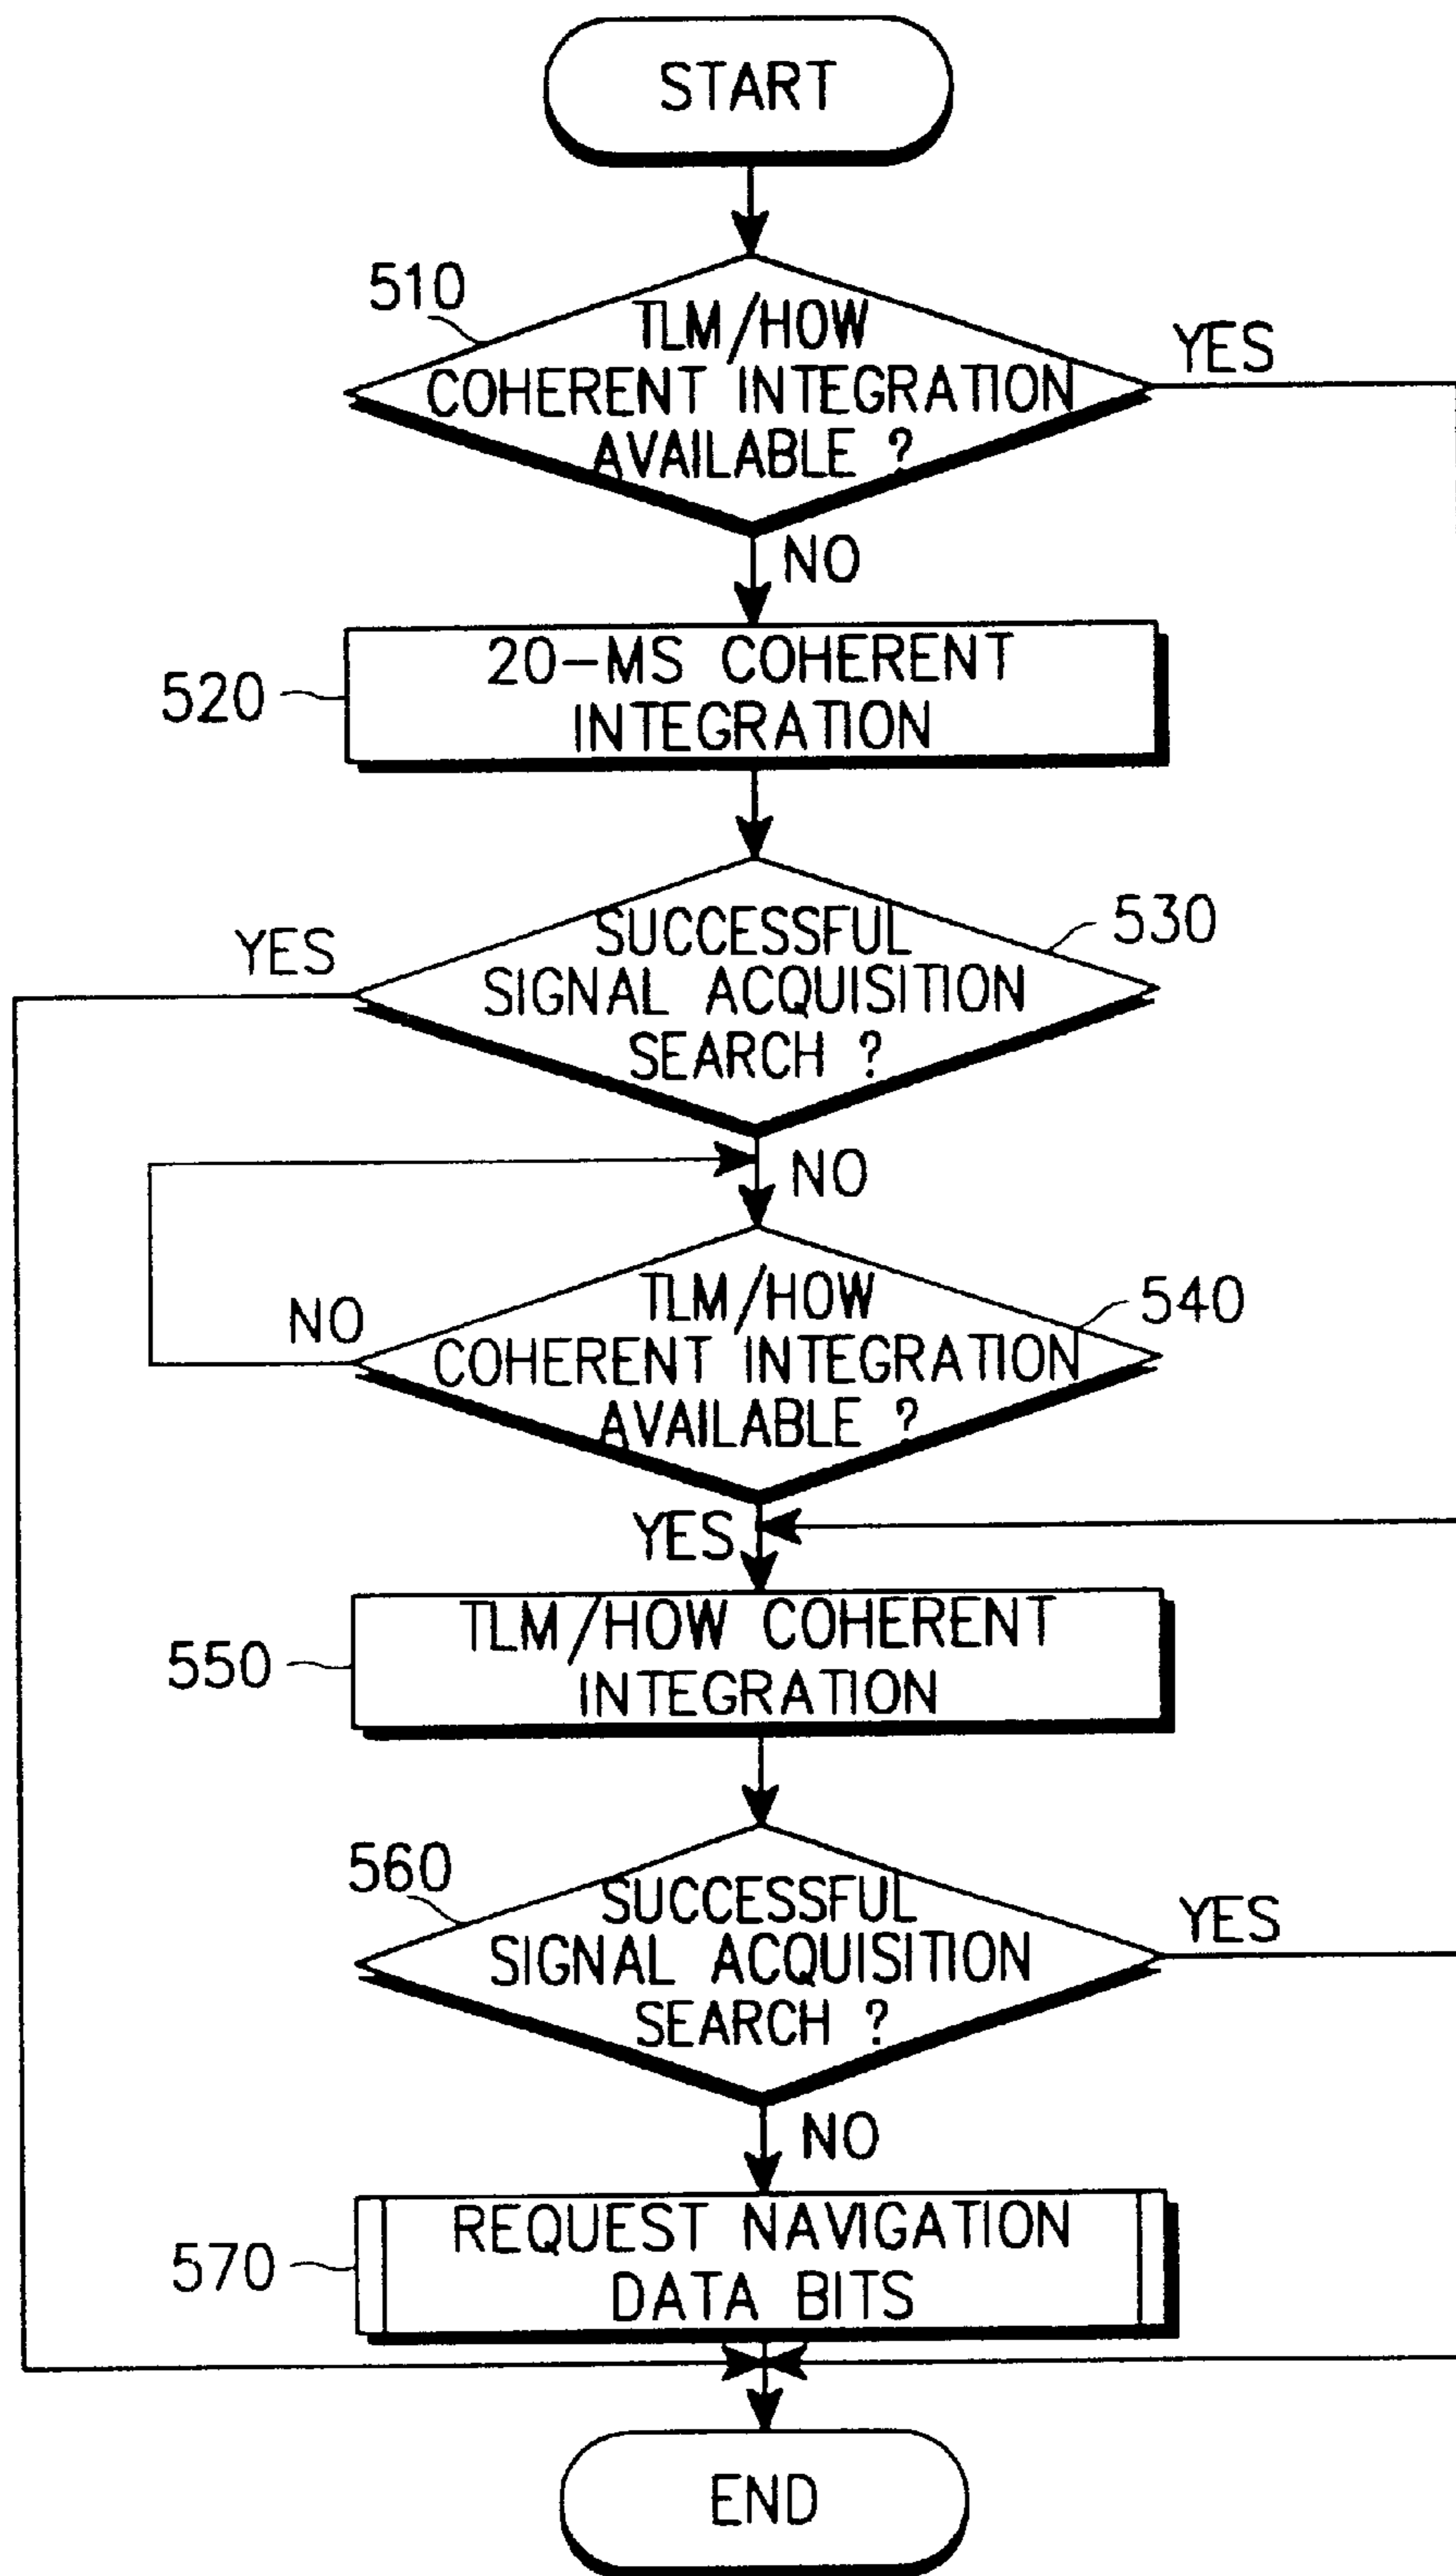 START
510
TLM/HOW
COHERENT INTEGRATION
AVAILABLE ?
YES
NO
520
20-MS COHERENT
INTEGRATION
YES
SUCCESSFUL
SIGNAL ACQUISITION
SEARCH ?
530
NO
NO
TLM/HOW
COHERENT INTEGRATION
AVAILABLE ?
540
YES
550
TLM/HOW COHERENT
INTEGRATION
560
SUCCESSFUL
SIGNAL ACQUISITION
SEARCH ?
YES
NO
570
REQUEST NAVIGATION
DATA BITS
END